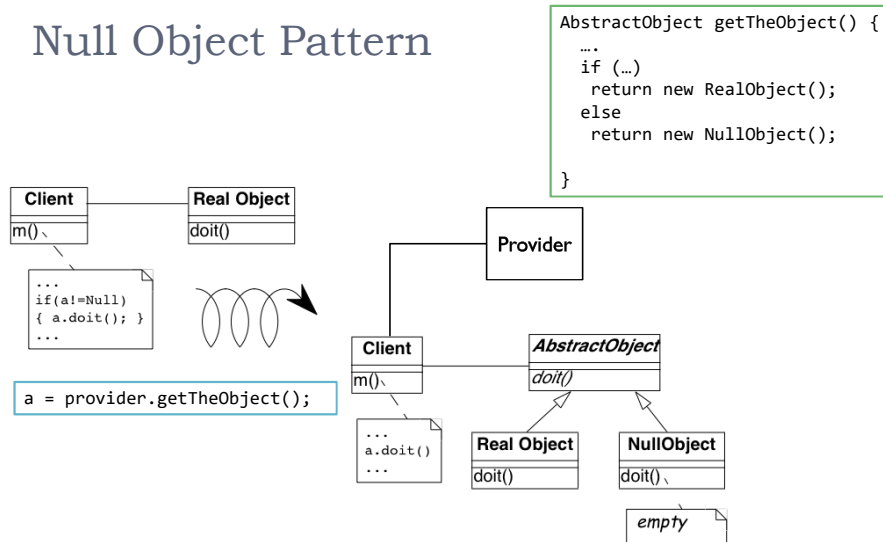 Null Object Pattern
AbstractObject getTheObject() {
….
if (…)
return new RealObject();
else
return new NullObject();
}
Client
m()
Real Object
doit()
...
if(a!=Null)
{ a.doit(); }
...
a = provider.getTheObject();
Provider
Client
m()
...
a.doit()
...
AbstractObject
doit()
Real Object
doit()
NullObject
doit()
empty